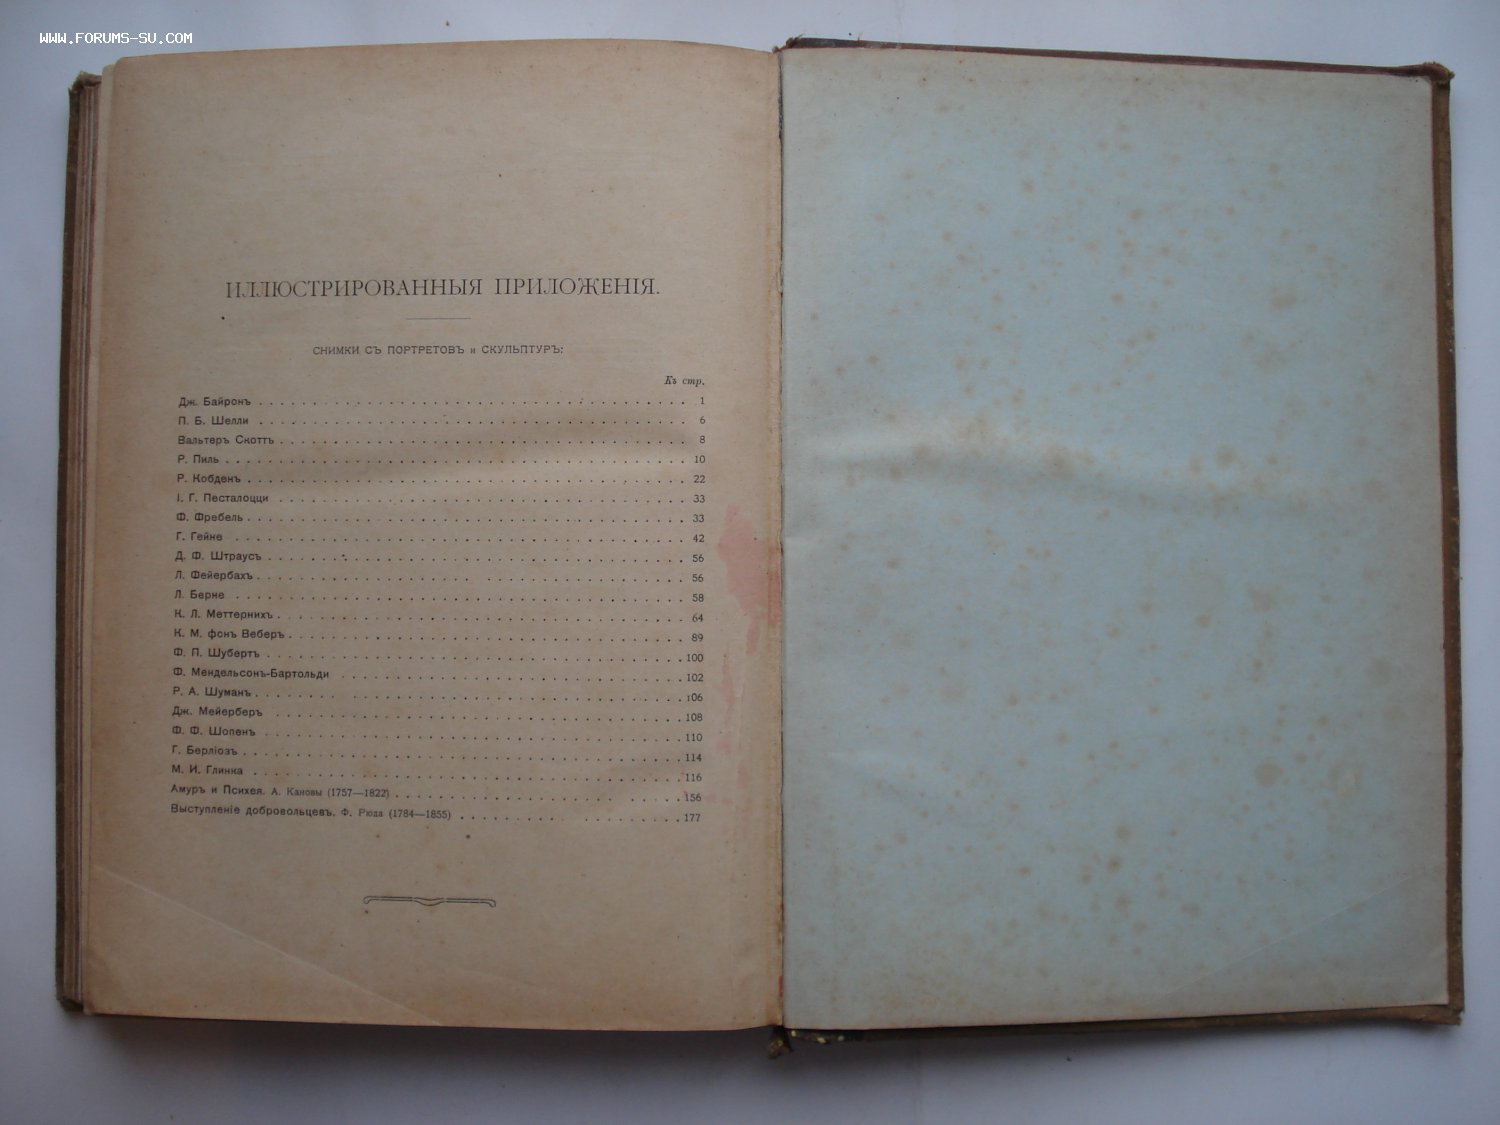 WWW.FORUMS-SU.COM
ИЛЛЮСТРИРОВАННЫЯ ПРИЛОЖЕНІЯ.
СНИМКИ СЪ ПОРТРЕТОВЪ и СКУЛЬПТУРЪ:
Къ стр.
Дж. Байронъ . . . . . . . . . . 1
П. Б. Шелли . . . . . . . . . . 6
Вальтеръ Скоттъ . . . . . . . . . . 8
Р. Пиль . . . . . . . . . . 10
Р. Кобденъ . . . . . . . . . . 22
І. Г. Песталоцци . . . . . . . . . . 33
Ф. Фребель . . . . . . . . . . 33
Г. Гейне . . . . . . . . . . 42
Д. Ф. Штраусъ . . . . . . . . . . 56
Л. Фейербахъ . . . . . . . . . . 56
Л. Берне . . . . . . . . . . 58
К. Л. Меттернихъ . . . . . . . . . . 64
К. М. фонъ Веберъ . . . . . . . . . . 89
Ф. П. Шубертъ . . . . . . . . . . 100
Ф. Мендельсонъ-Бартольди . . . . . . . . . . 102
Р. А. Шуманъ . . . . . . . . . . 106
Дж. Мейерберъ . . . . . . . . . . 108
Ф. Ф. Шопенъ . . . . . . . . . . 110
Г. Берліозъ . . . . . . . . . . 114
М. И. Глинка . . . . . . . . . . 116
Амуръ и Психея. А. Кановы (1757—1822) . . . . . . . . . . 156
Выступленіе добровольцевъ. Ф. Рюда (1784—1855) . . . . . . . . . . 177